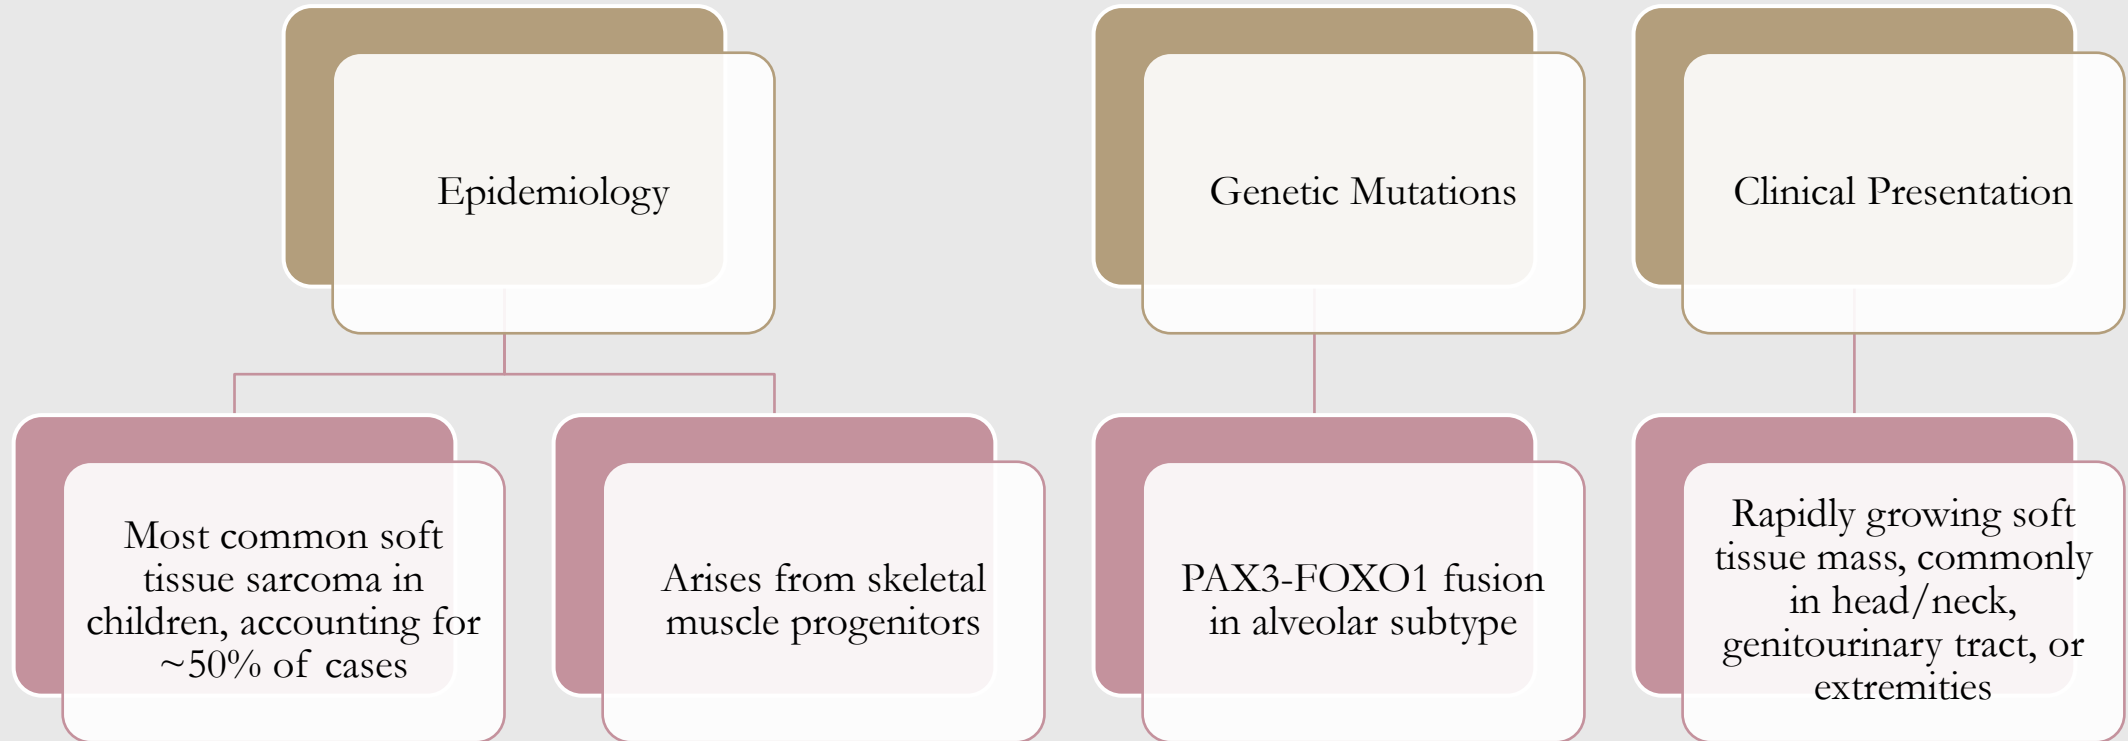 Epidemiology
Genetic Mutations
Clinical Presentation
Most common soft
tissue sarcoma in
children, accounting for
~50% of cases
Arises from skeletal
muscle progenitors
PAX3-FOXO1 fusion
in alveolar subtype
Rapidly growing soft
tissue mass, commonly
in head/neck,
genitourinary tract, or
extremities